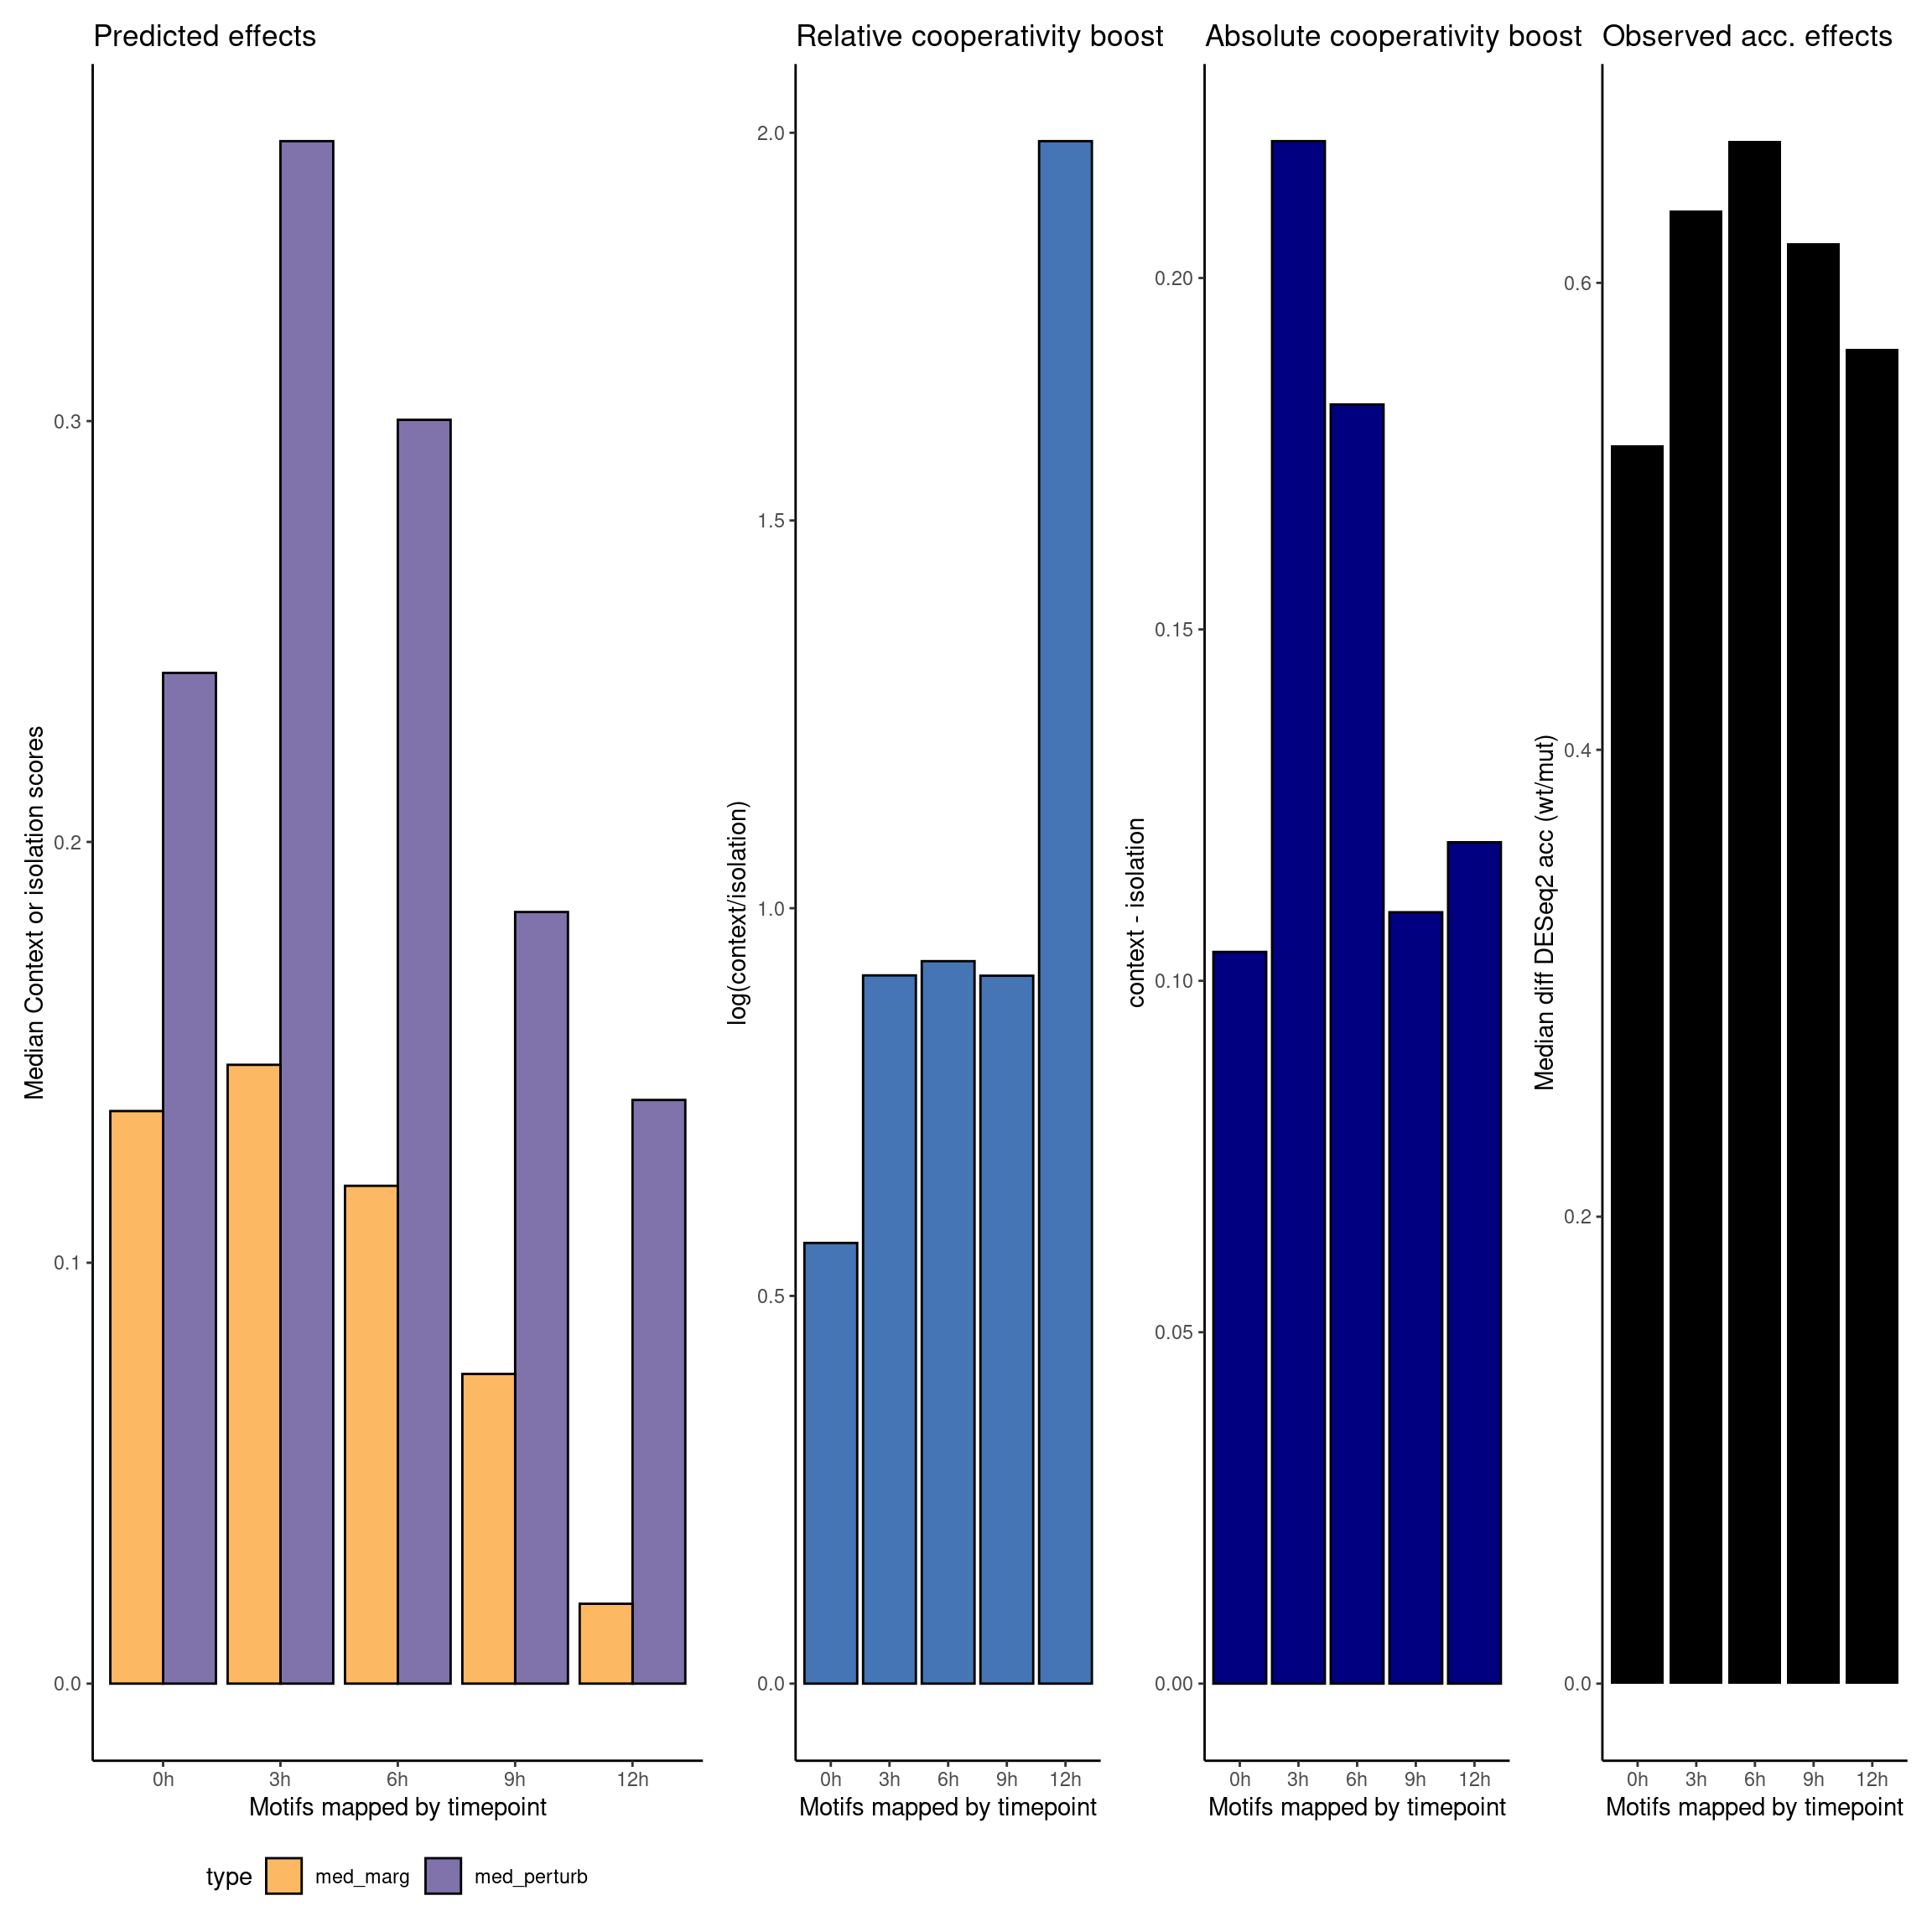 Predicted effects
Median Context or isolation scores
0.3
0.2
0.1
0.0
0h 3h 6h 9h 12h
Motifs mapped by timepoint
type med_marg med_perturb
Relative cooperativity boost
log(context/isolation)
2.0
1.5
1.0
0.5
0.0
0h 3h 6h 9h 12h
Motifs mapped by timepoint
Absolute cooperativity boost
context - isolation
0.20
0.15
0.10
0.05
0.00
0h 3h 6h 9h 12h
Motifs mapped by timepoint
Observed acc. effects
Median diff DESeq2 acc (wt/mut)
0.6
0.4
0.2
0.0
0h 3h 6h 9h 12h
Motifs mapped by timepoint